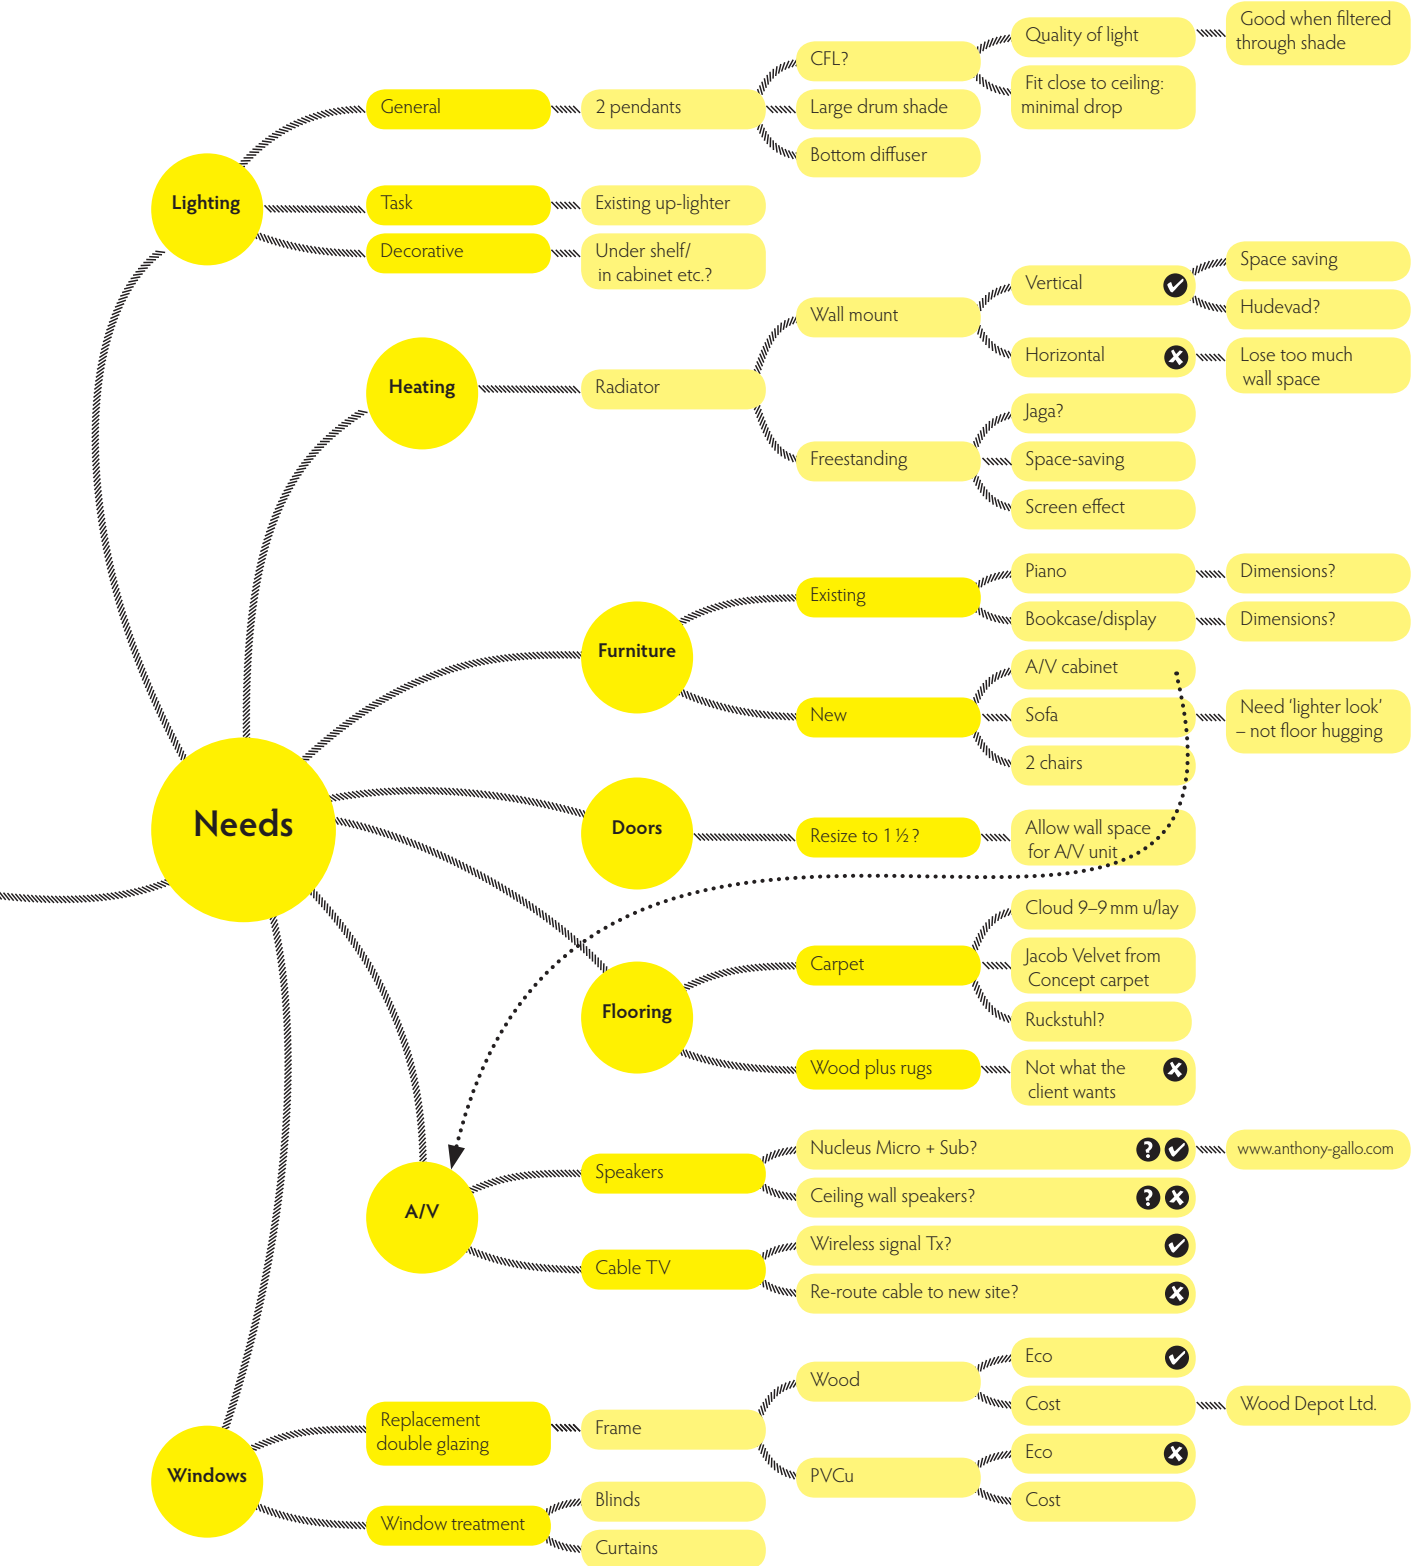 Good when filtered
through shade
Quality of light
CFL?
Fit close to ceiling:
minimal drop
General
2 pendants
Large drum shade
Bottom diffuser
Lighting
Task
Existing up-lighter
Decorative
Under shelf/
in cabinet etc.?
Space saving
Vertical
Hudevad?
Wall mount
Horizontal
Lose too much
wall space
Heating
Radiator
Jaga?
Freestanding
Space-saving
Screen effect
Piano
Dimensions?
Existing
Bookcase/display
Dimensions?
Furniture
A/V cabinet
New
Sofa
Need ‘lighter look’
– not floor hugging
2 chairs
Needs
Doors
Resize to 1 ½ ?
Allow wall space
for A/V unit
Cloud 9–9 mm u/lay
Carpet
Jacob Velvet from
Concept carpet
Ruckstuhl?
Flooring
Wood plus rugs
Not what the
client wants
Nucleus Micro + Sub?
?
www.anthony-gallo.com
Speakers
Ceiling wall speakers?
?
A/V
Wireless signal Tx?
Cable TV
Re-route cable to new site?
Eco
Wood
Cost
Wood Depot Ltd.
Replacement
double glazing
Frame
Eco
PVCu
Cost
Windows
Blinds
Window treatment
Curtains